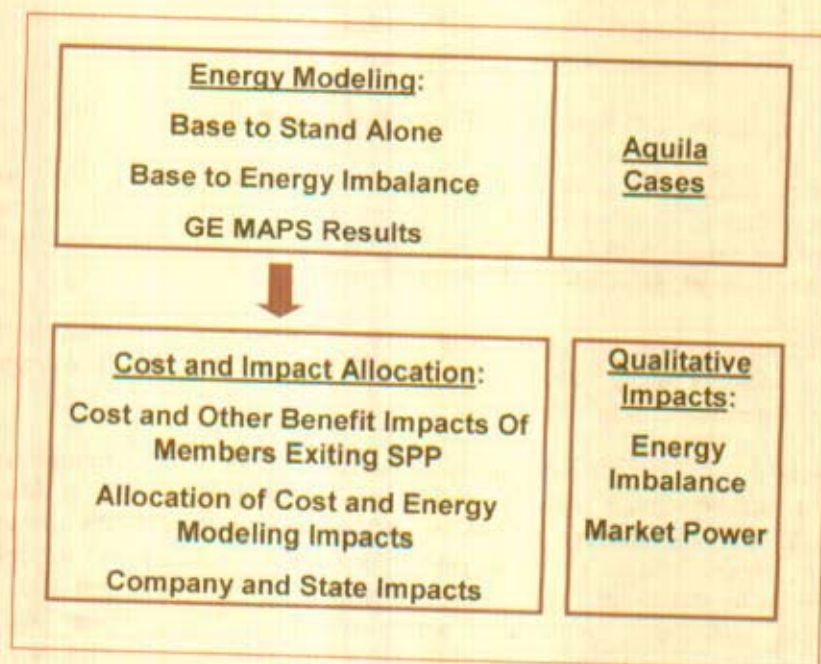 Energy Modeling:
Base to Stand Alone
Base to Energy Imbalance
GE MAPS Results
Aquila
Cases
Cost and Impact Allocation:
Cost and Other Benefit Impacts Of
Members Exiting SPP
Allocation of Cost and Energy
Modeling Impacts
Company and State Impacts
Qualitative
Impacts:
Energy
Imbalance
Market Power